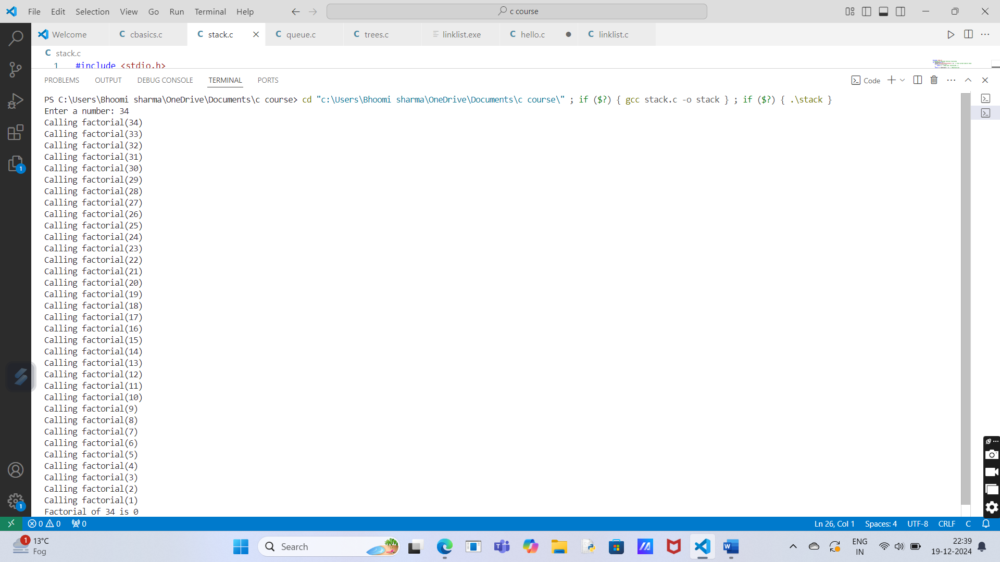 File Edit Selection View Go Run Terminal Help c course
Welcome cbasics.c stack.c queue.c trees.c linklist.exe hello.c linklist.c
C stack.c
1 #include <stdio.h>
PROBLEMS OUTPUT DEBUG CONSOLE TERMINAL PORTS Code
PS C:\Users\Bhoomi sharma\OneDrive\Documents\c course> cd "c:\Users\Bhoomi sharma\OneDrive\Documents\c course\" ; if ($?) { gcc stack.c -o stack } ; if ($?) { .\stack }
Enter a number: 34
Calling factorial(34)
Calling factorial(33)
Calling factorial(32)
Calling factorial(31)
Calling factorial(30)
Calling factorial(29)
Calling factorial(28)
Calling factorial(27)
Calling factorial(26)
Calling factorial(25)
Calling factorial(24)
Calling factorial(23)
Calling factorial(22)
Calling factorial(21)
Calling factorial(20)
Calling factorial(19)
Calling factorial(18)
Calling factorial(17)
Calling factorial(16)
Calling factorial(15)
Calling factorial(14)
Calling factorial(13)
Calling factorial(12)
Calling factorial(11)
Calling factorial(10)
Calling factorial(9)
Calling factorial(8)
Calling factorial(7)
Calling factorial(6)
Calling factorial(5)
Calling factorial(4)
Calling factorial(3)
Calling factorial(2)
Calling factorial(1)
Factorial of 34 is 0
0 0 0 Ln 26, Col 1 Spaces: 4 UTF-8 CRLF C
1 13°C
Fog
Search
ENG
IN
22:39
19-12-2024